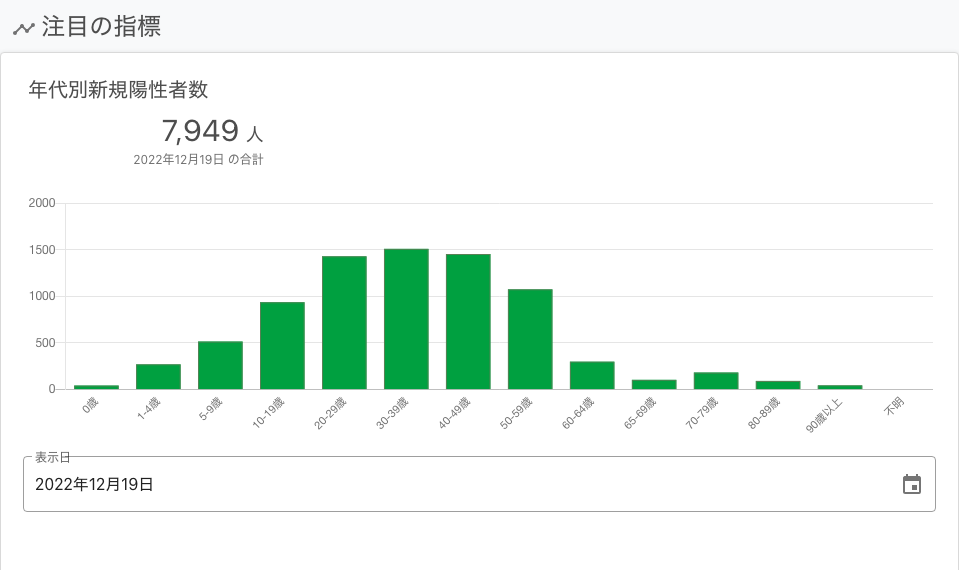 注目の指標
年代別新規陽性者数
7,949 人
2022年12月19日 の合計
2000
1500
1000
500
0
0歳
1-4歳
5-9歳
10-19歳
20-29歳
30-39歳
40-49歳
50-59歳
60-64歳
65-69歳
70-79歳
80-89歳
90歳以上
不明
表示日
2022年12月19日